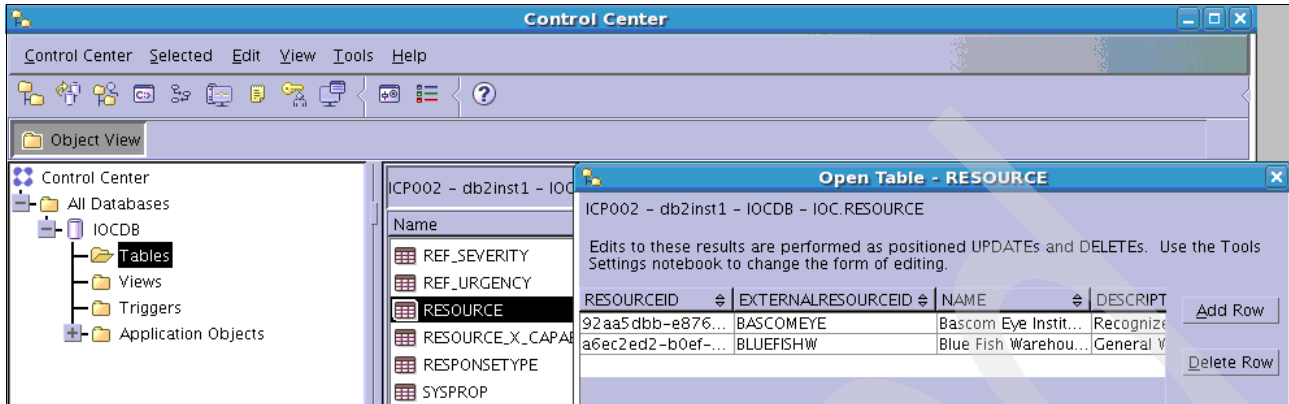 Control Center
Control Center Selected Edit View Tools Help
Object View
Control Center
All Databases
IOCDB
Tables
Views
Triggers
Application Objects
ICP002 - db2inst1 - IOC
Name
REF_SEVERITY
REF_URGENCY
RESOURCE
RESOURCE_X_CAPA
RESPONSETYPE
SYSPROP
Open Table - RESOURCE
ICP002 - db2inst1 - IOCDB - IOC.RESOURCE
Edits to these results are performed as positioned UPDATEs and DELETEs. Use the Tools
Settings notebook to change the form of editing.
RESOURCEID EXTERNALRESOURCEID NAME DESCRIPT
92aa5dbb-e876... BASCOMEYE Bascom Eye Instit... Recognize
a6ec2ed2-b0ef-... BLUEFISHW Blue Fish Warehou... General W
Add Row
Delete Row